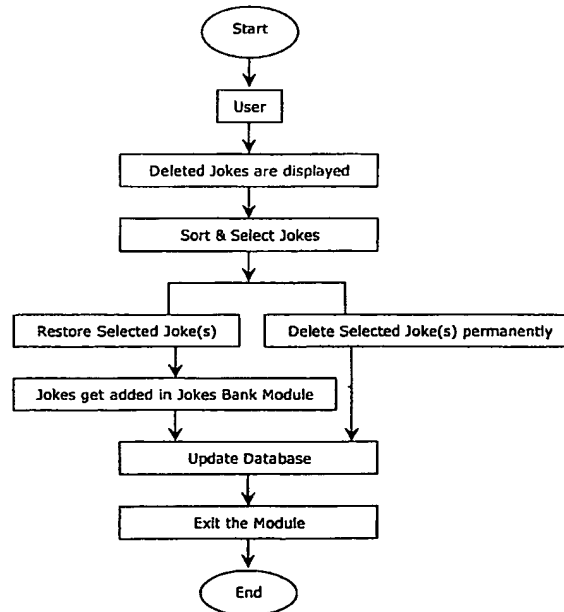 Start
User
Deleted Jokes are displayed
Sort & Select Jokes
Restore Selected Joke(s)
Delete Selected Joke(s) permanently
Jokes get added in Jokes Bank Module
Update Database
Exit the Module
End